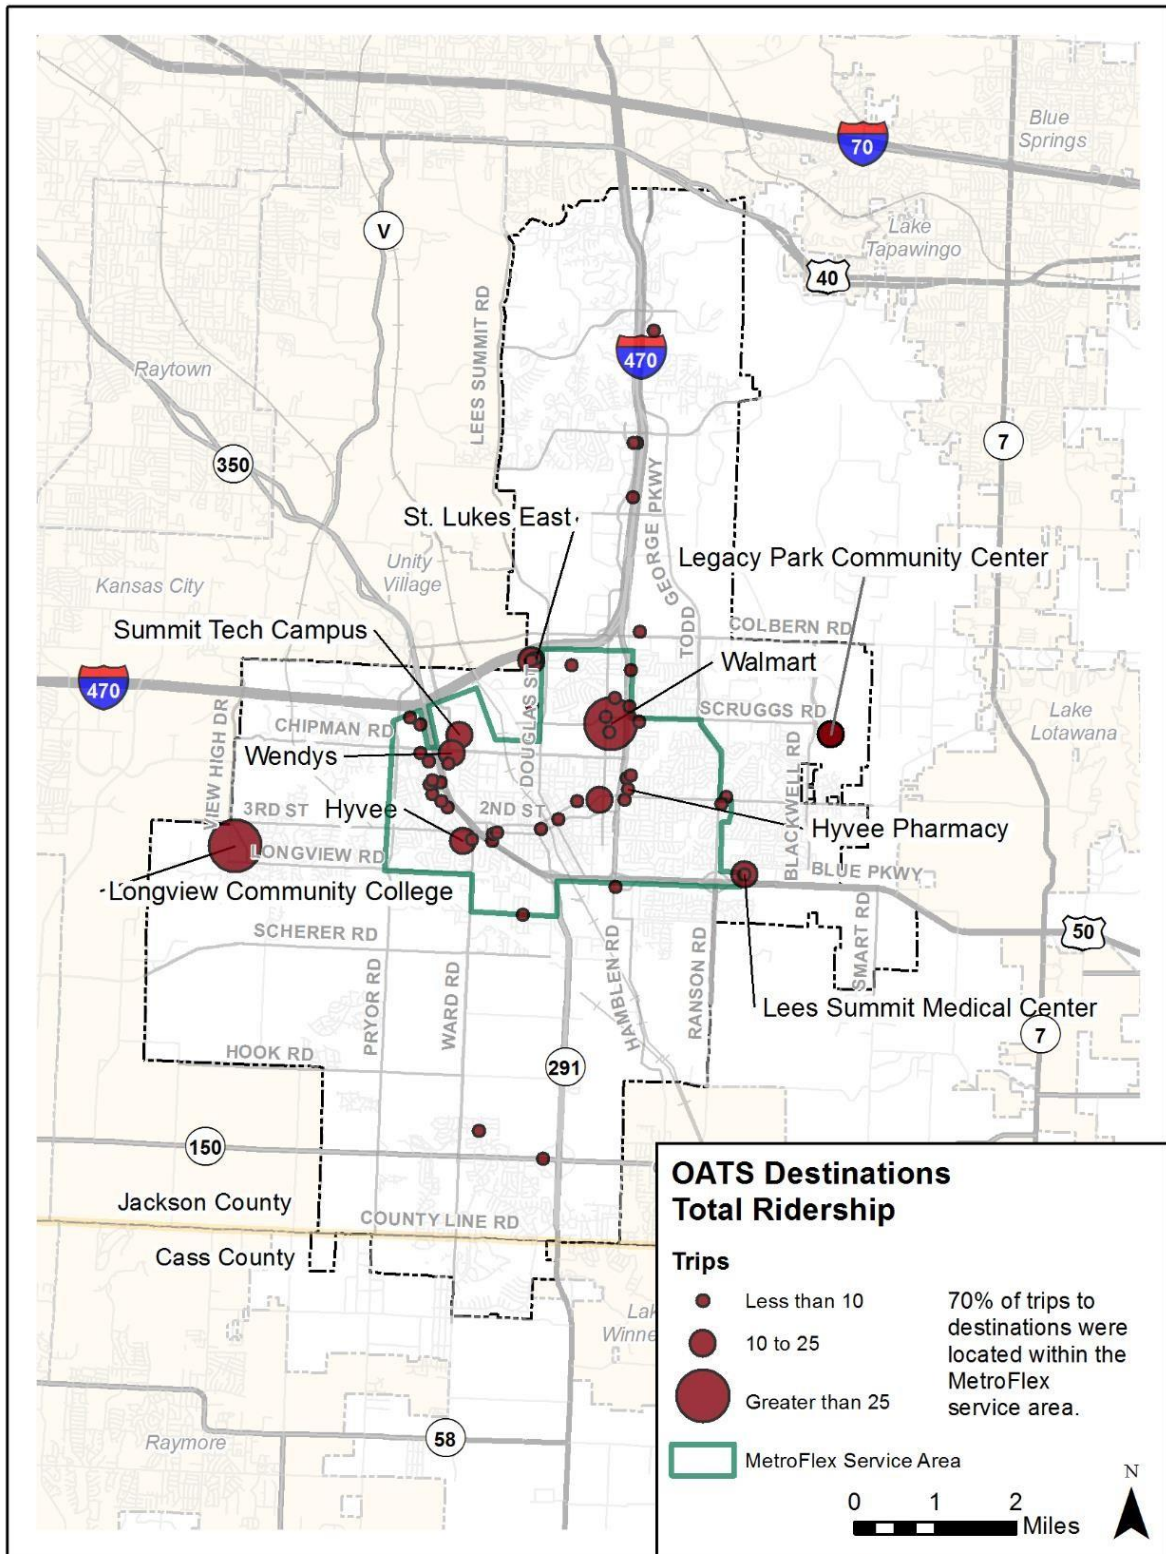 Blue
Springs
70
V
Lake
Tapawingo
40
LEES SUMMIT RD
470
Raytown
7
350
GEORGE PKWY
St. Lukes East
Legacy Park Community Center
Unity
Village
Kansas City
TODD
Summit Tech Campus
COLBERN RD
Walmart
470
DOUGLAS ST
SCRUGGS RD
VIEW HIGH DR
CHIPMAN RD
Lake
Lotawana
Wendys
BLACKWELL RD
3RD ST
Hyvee
2ND ST
Hyvee Pharmacy
LONGVIEW RD
BLUE PKWY
Longview Community College
SCHERER RD
50
SMART RD
PRYOR RD
WARD RD
HAMBLEN RD
RANSON RD
Lees Summit Medical Center
7
HOOK RD
291
150
Jackson County
COUNTY LINE RD
Cass County
Raymore
58
OATS Destinations
Total Ridership
Trips
Less than 10
10 to 25
Greater than 25
70% of trips to
destinations were
located within the
MetroFlex
service area.
MetroFlex Service Area
N
0 1 2
Miles